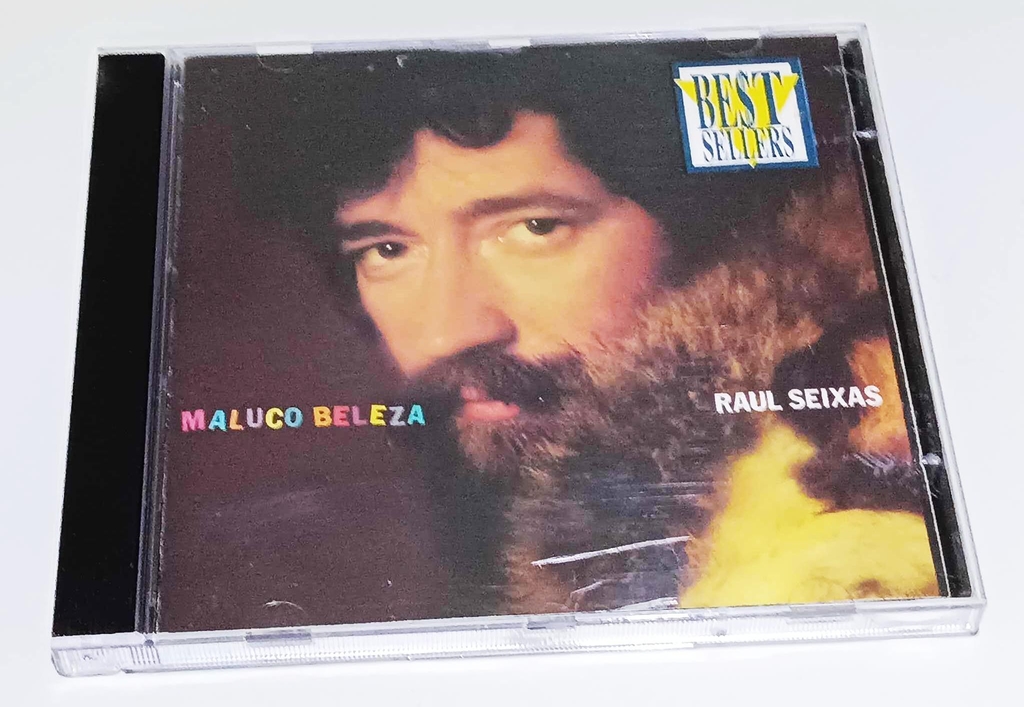 BEST
SELLERS
MALUCO BELEZA
RAUL SEIXAS